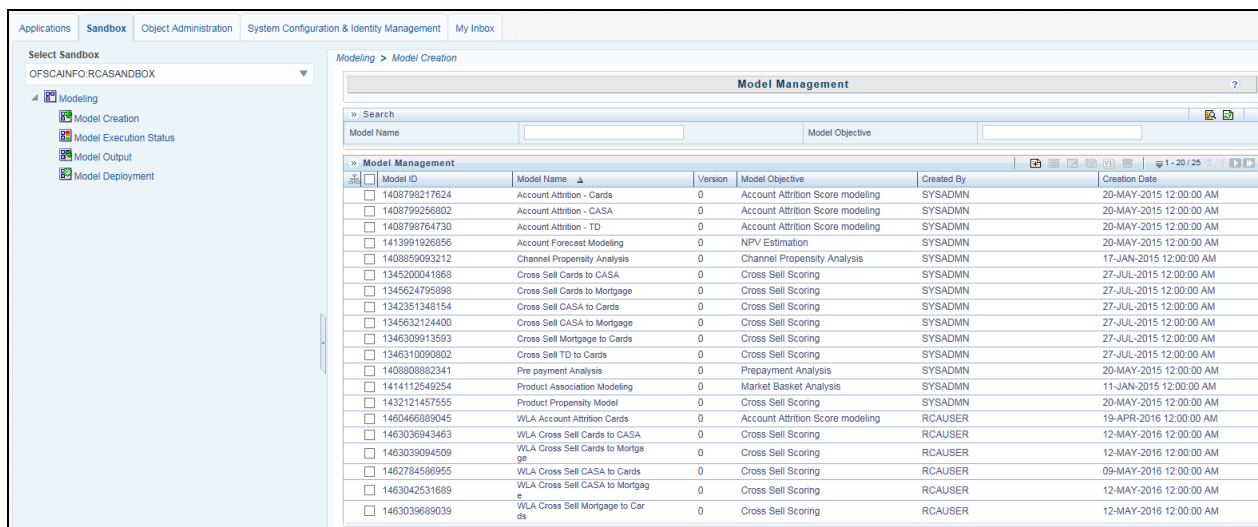 Applications Sandbox Object Administration System Configuration & Identity Management My Inbox
Select Sandbox
OFSCAINFO:RCASANDBOX
Modeling
Model Creation
Model Execution Status
Model Output
Model Deployment
Modeling > Model Creation
Model Management ?
» Search
Model Name Model Objective
» Model Management 1 - 20 / 25
Model ID Model Name Version Model Objective Created By Creation Date
1408798217624 Account Attrition - Cards 0 Account Attrition Score modeling SYSADMN 20-MAY-2015 12:00:00 AM
1408799256802 Account Attrition - CASA 0 Account Attrition Score modeling SYSADMN 20-MAY-2015 12:00:00 AM
1408798764730 Account Attrition - TD 0 Account Attrition Score modeling SYSADMN 20-MAY-2015 12:00:00 AM
1413991926856 Account Forecast Modeling 0 NPV Estimation SYSADMN 20-MAY-2015 12:00:00 AM
1408859093212 Channel Propensity Analysis 0 Channel Propensity Analysis SYSADMN 17-JAN-2015 12:00:00 AM
1345200041868 Cross Sell Cards to CASA 0 Cross Sell Scoring SYSADMN 27-JUL-2015 12:00:00 AM
1345624795898 Cross Sell Cards to Mortgage 0 Cross Sell Scoring SYSADMN 27-JUL-2015 12:00:00 AM
1342351348154 Cross Sell CASA to Cards 0 Cross Sell Scoring SYSADMN 27-JUL-2015 12:00:00 AM
1345632124400 Cross Sell CASA to Mortgage 0 Cross Sell Scoring SYSADMN 27-JUL-2015 12:00:00 AM
1346309913593 Cross Sell Mortgage to Cards 0 Cross Sell Scoring SYSADMN 27-JUL-2015 12:00:00 AM
1346310090802 Cross Sell TD to Cards 0 Cross Sell Scoring SYSADMN 27-JUL-2015 12:00:00 AM
1408808882341 Pre payment Analysis 0 Prepayment Analysis SYSADMN 20-MAY-2015 12:00:00 AM
1414112549254 Product Association Modeling 0 Market Basket Analysis SYSADMN 11-JAN-2015 12:00:00 AM
1432121457555 Product Propensity Model 0 Cross Sell Scoring SYSADMN 20-MAY-2015 12:00:00 AM
1460466889045 WLA Account Attrition Cards 0 Account Attrition Score modeling RCAUSER 19-APR-2016 12:00:00 AM
1463036943463 WLA Cross Sell Cards to CASA 0 Cross Sell Scoring RCAUSER 12-MAY-2016 12:00:00 AM
1463039094509 WLA Cross Sell Cards to Mortga
ge 0 Cross Sell Scoring RCAUSER 12-MAY-2016 12:00:00 AM
1462784586955 WLA Cross Sell CASA to Cards 0 Cross Sell Scoring RCAUSER 09-MAY-2016 12:00:00 AM
1463042531689 WLA Cross Sell CASA to Mortgag
e 0 Cross Sell Scoring RCAUSER 12-MAY-2016 12:00:00 AM
1463039689039 WLA Cross Sell Mortgage to Car
ds 0 Cross Sell Scoring RCAUSER 12-MAY-2016 12:00:00 AM